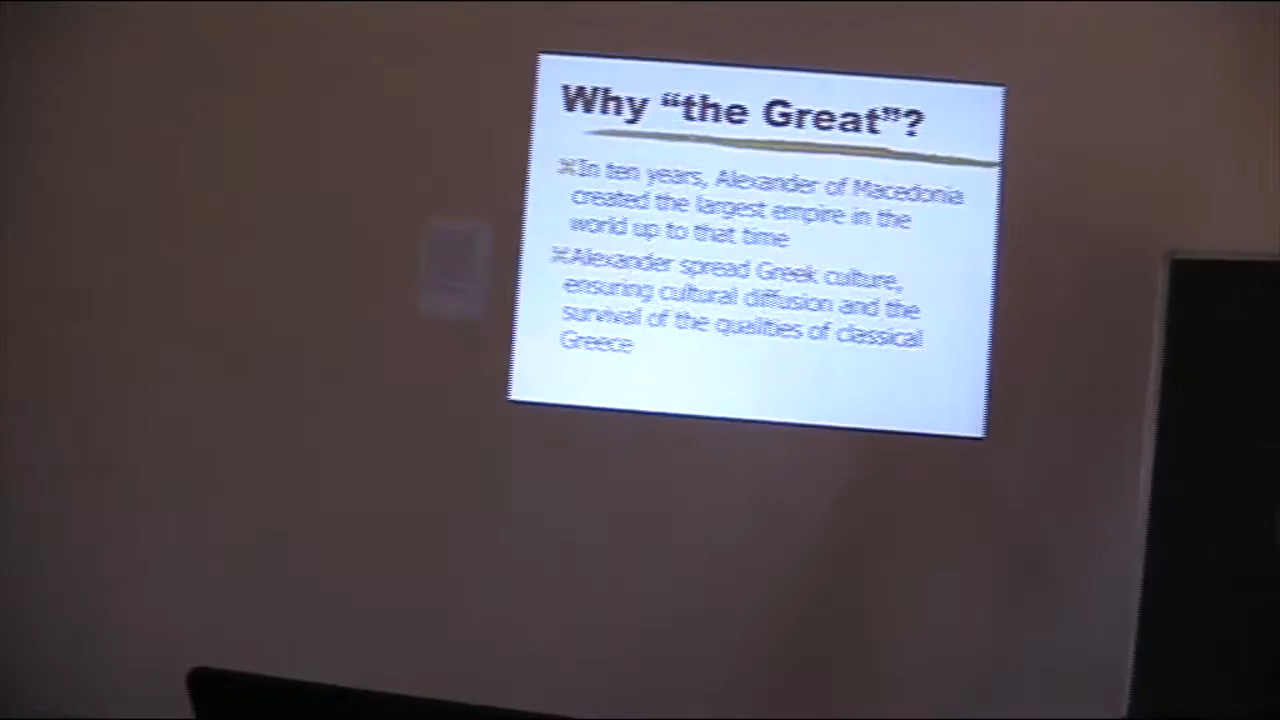 Why “the Great”?
In ten years, Alexander of Macedonia
created the largest empire in the
world up to that time
Alexander spread Greek culture,
ensuring cultural diffusion and the
survival of the qualities of classical
Greece